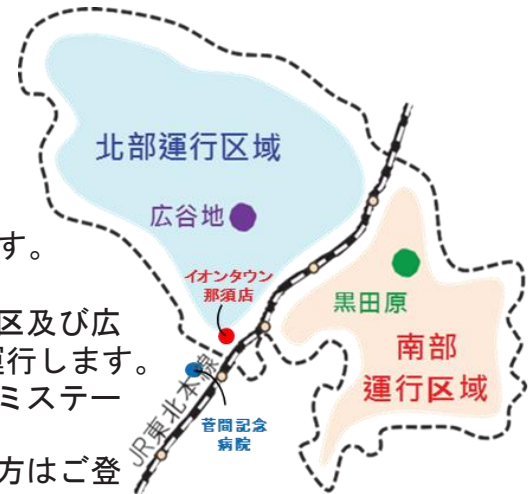 北部運行区域
広谷地
す。
イオンタウン
那須店
区及び広
黒田原
運行します。
南部
運行区域
ミステー
JR東北本線
菅間記念
病院
方はご登